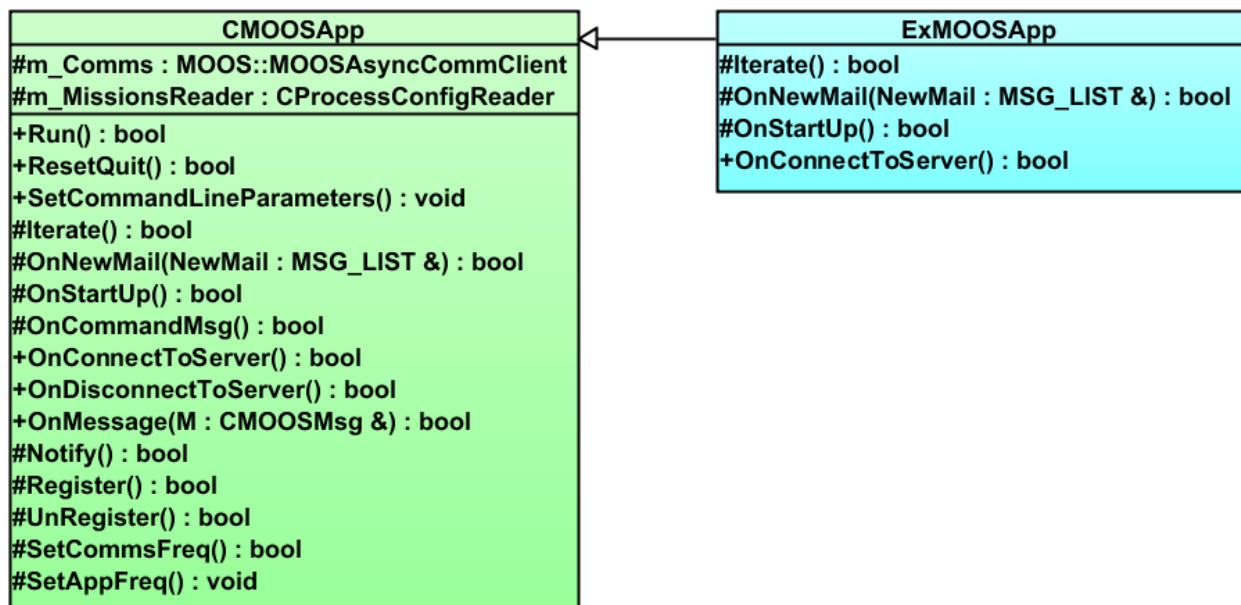 CMOOSApp
#m_Comms : MOOS::MOOSAsyncCommClient
#m_MissionsReader : CProcessConfigReader
+Run() : bool
+ResetQuit() : bool
+SetCommandLineParameters() : void
#Iterate() : bool
#OnNewMail(NewMail : MSG_LIST &) : bool
#OnStartUp() : bool
#OnCommandMsg() : bool
+OnConnectToServer() : bool
+OnDisconnectToServer() : bool
+OnMessage(M : CMOOSMsg &) : bool
#Notify() : bool
#Register() : bool
#UnRegister() : bool
#SetCommsFreq() : bool
#SetAppFreq() : void
ExMOOSApp
#Iterate() : bool
#OnNewMail(NewMail : MSG_LIST &) : bool
#OnStartUp() : bool
+OnConnectToServer() : bool